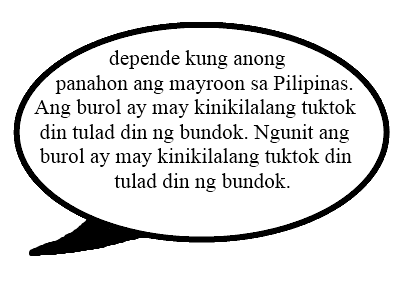 depende kung anong
panahon ang mayroon sa Pilipinas.
Ang burol ay may kinikilalang tuktok
din tulad din ng bundok. Ngunit ang
burol ay may kinikilalang tuktok din
tulad din ng bundok.